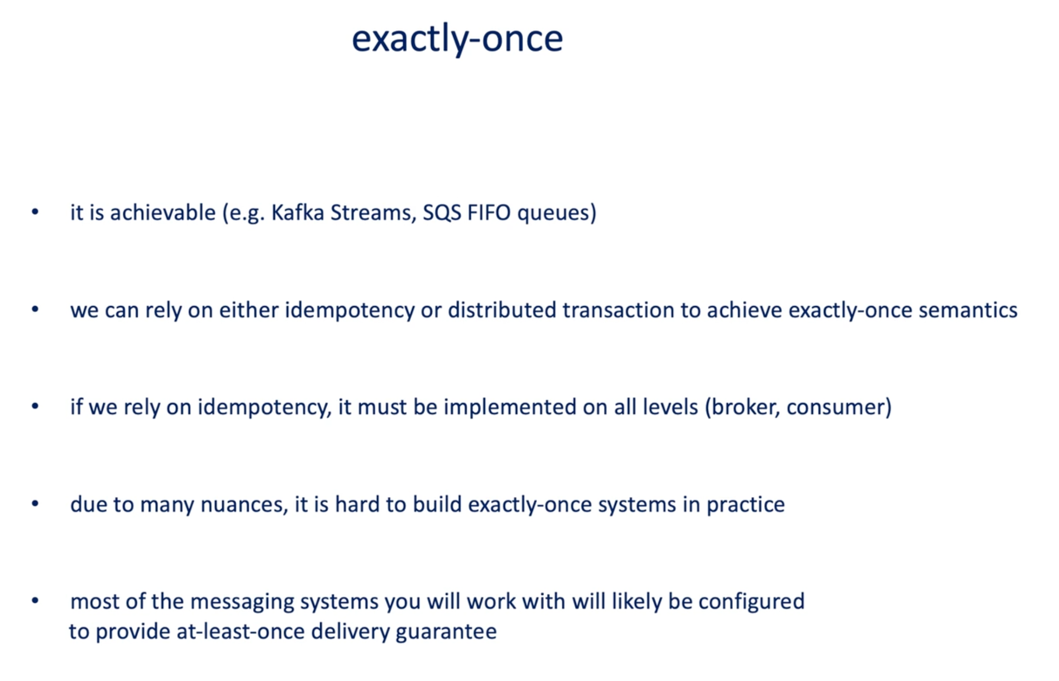 exactly-once
• it is achievable (e.g. Kafka Streams, SQS FIFO queues)
• we can rely on either idempotency or distributed transaction to achieve exactly-once semantics
• if we rely on idempotency, it must be implemented on all levels (broker, consumer)
• due to many nuances, it is hard to build exactly-once systems in practice
• most of the messaging systems you will work with will likely be configured
to provide at-least-once delivery guarantee